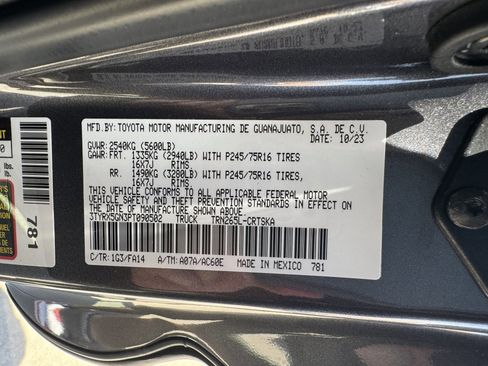 MFD.BY:TOYOTA MOTOR MANUFACTURING DE GUANAJUATO, S.A. DE C.V.
10/23
GVWR:2540KG (5600LB)
GAWR:FRT. 1335KG (2940LB) WITH P245/75R16 TIRES
16X7J RIMS,
RR. 1490KG (3280LB) WITH P245/75R16 TIRES
16X7J RIMS.
THIS VEHICLE CONFORMS TO ALL APPLICABLE FEDERAL MOTOR
VEHICLE SAFETY AND THEFT PREVENTION STANDARDS IN EFFECT ON
THE DATE OF MANUFACTURE SHOWN ABOVE.
3TYRX5GN3PT090502 TRUCK TRN265L-CRTSKA
C/TR:1G3/FA14 A/TM:A07A/AC60E MADE IN MEXICO 781
781
lbs.